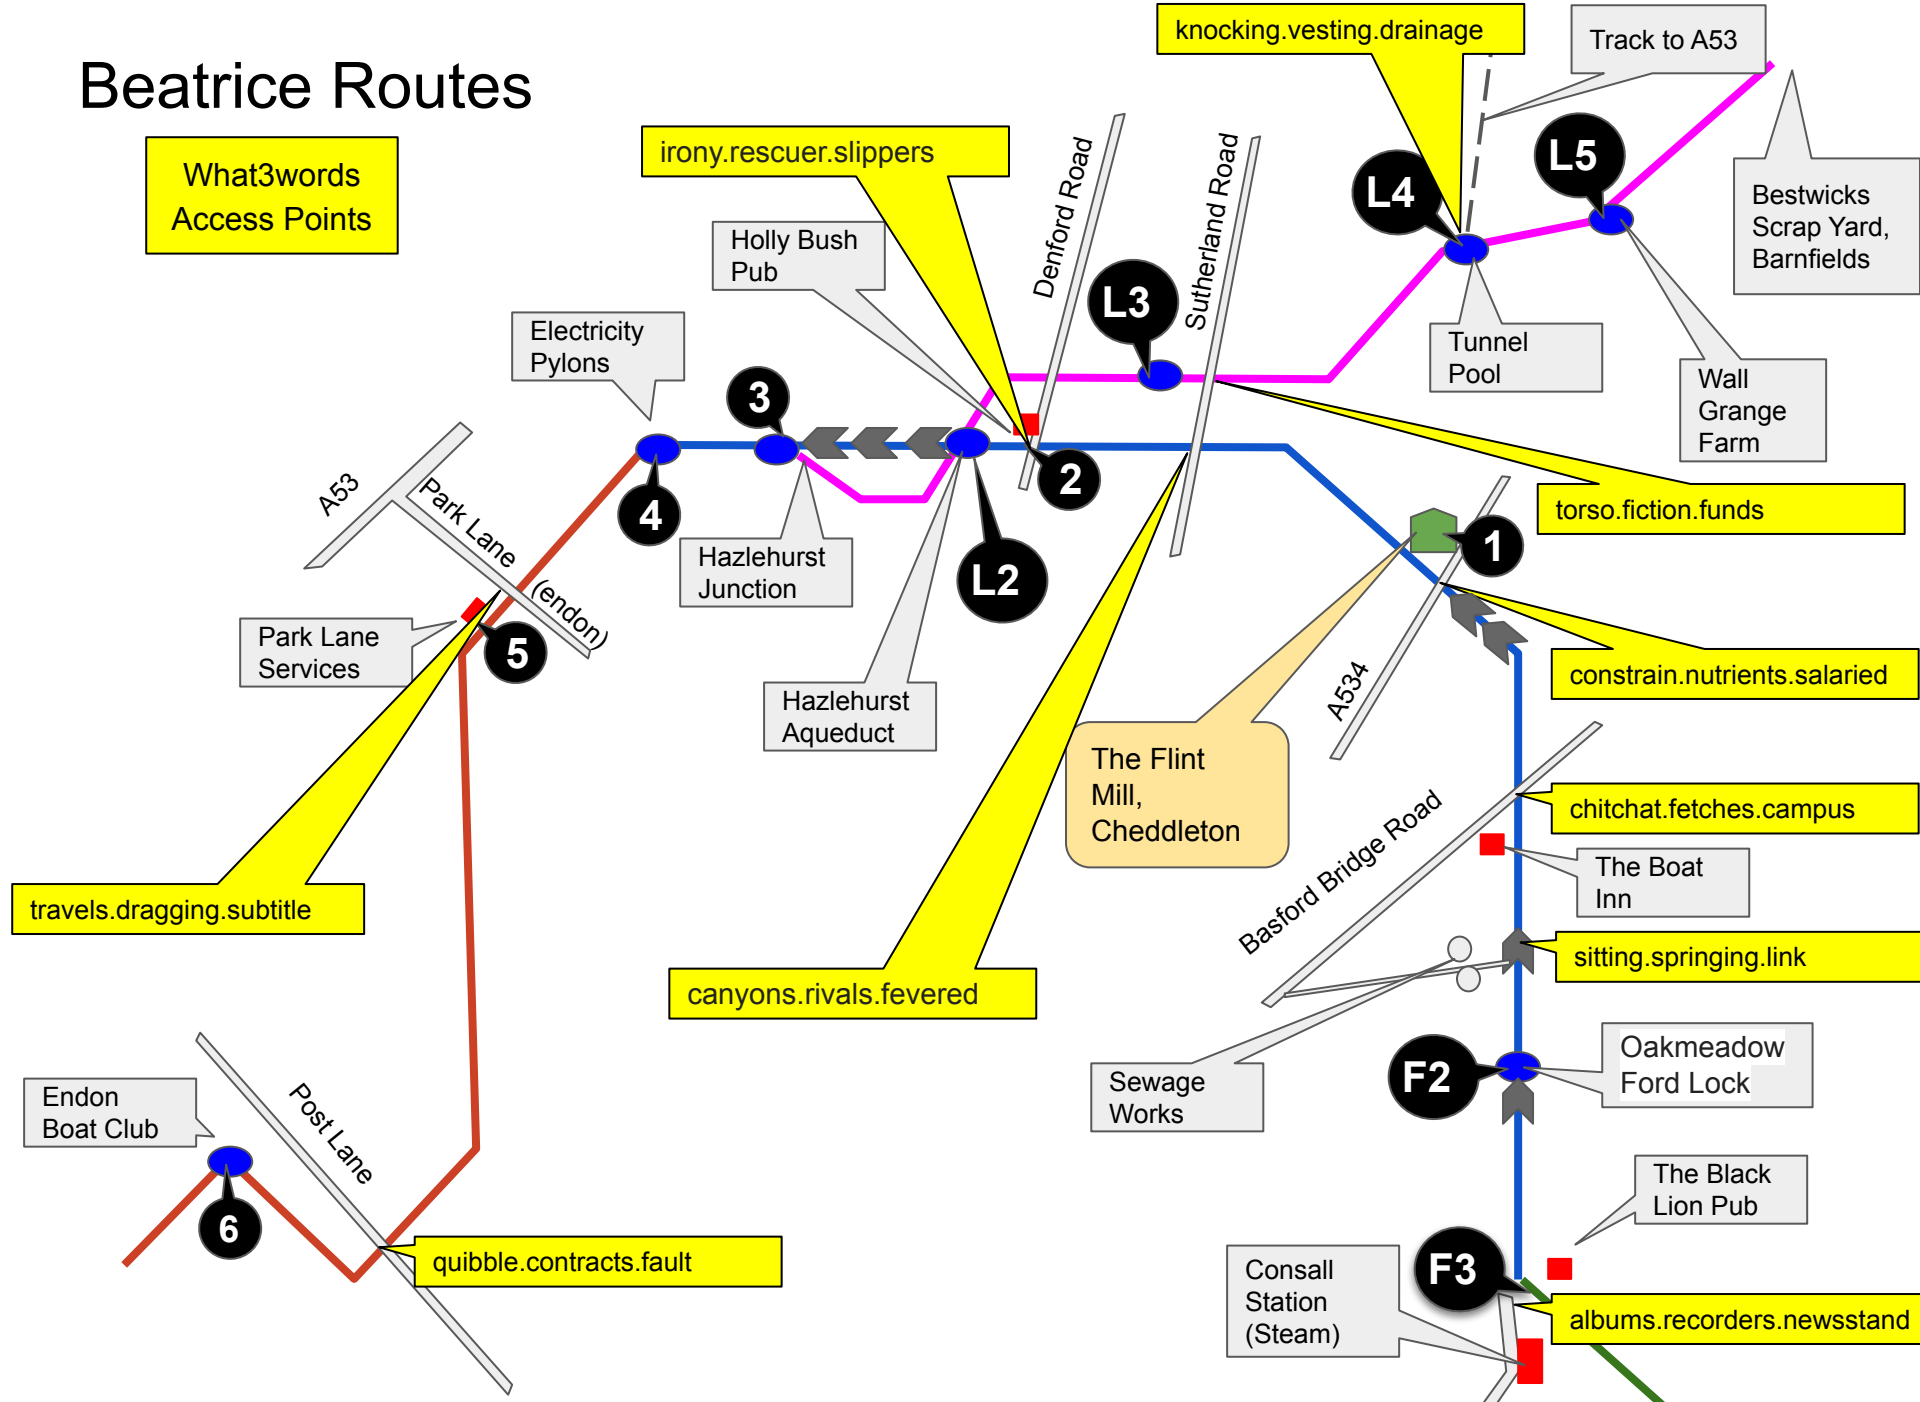 Beatrice Routes
What3words
Access Points
knocking.vesting.drainage
Track to A53
irony.rescuer.slippers
Denford Road
Sutherland Road
L4
L5
Bestwicks
Scrap Yard,
Barnfields
Holly Bush
Pub
L3
Electricity
Pylons
Tunnel
Pool
Wall
Grange
Farm
3
4
2
A53
Park Lane
(endon)
Hazlehurst
Junction
L2
torso.fiction.funds
1
Park Lane
Services
5
Hazlehurst
Aqueduct
A534
constrain.nutrients.salaried
The Flint
Mill,
Cheddleton
Basford Bridge Road
chitchat.fetches.campus
The Boat
Inn
travels.dragging.subtitle
canyons.rivals.fevered
sitting.springing.link
Sewage
Works
F2
Oakmeadow
Ford Lock
Endon
Boat Club
Post Lane
6
quibble.contracts.fault
The Black
Lion Pub
Consall
Station
(Steam)
F3
albums.recorders.newsstand